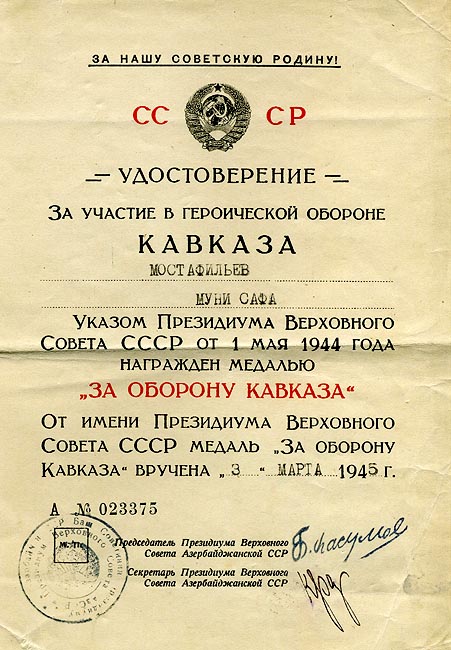 ЗА НАШУ СОВЕТСКУЮ РОДИНУ!
СССР
УДОСТОВЕРЕНИЕ
ЗА УЧАСТИЕ В ГЕРОИЧЕСКОЙ ОБОРОНЕ
КАВКАЗА
МОСТАФИЛЬЕВ
МУНИ САФА
УКАЗОМ ПРЕЗИДИУМА ВЕРХОВНОГО
СОВЕТА СССР ОТ 1 МАЯ 1944 ГОДА
НАГРАЖДЕН МЕДАЛЬЮ
„ЗА ОБОРОНУ КАВКАЗА“
ОТ ИМЕНИ ПРЕЗИДИУМА ВЕРХОВНОГО
СОВЕТА СССР МЕДАЛЬ „ЗА ОБОРОНУ
КАВКАЗА“ ВРУЧЕНА „3“ МАРТА 1945 Г.
А № 023375
Председатель Президиума Верховного
Совета Азербайджанской ССР
Секретарь Президиума Верховного
Совета Азербайджанской ССР